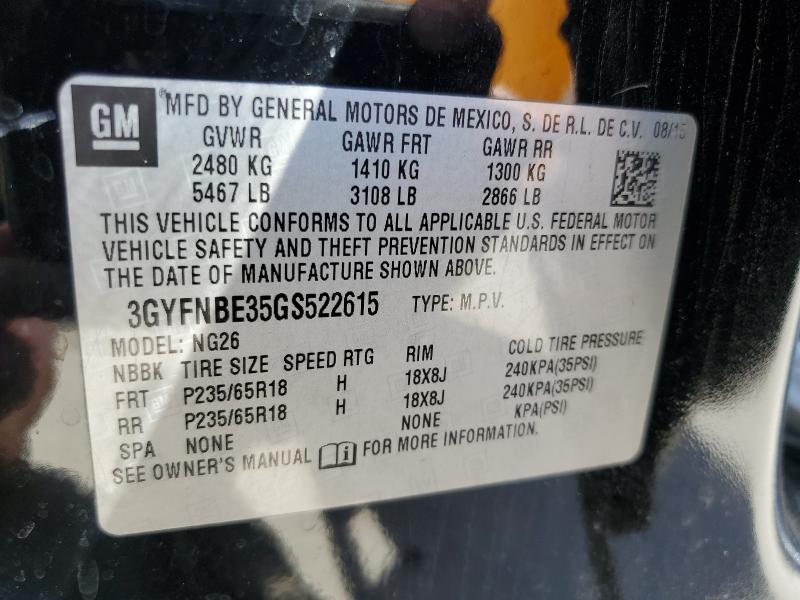 GM
®MFD BY GENERAL MOTORS DE MEXICO, S. DE R.L. DE C.V. 08/15
GVWR GAWR FRT GAWR RR
2480 KG 1410 KG 1300 KG
5467 LB 3108 LB 2866 LB
THIS VEHICLE CONFORMS TO ALL APPLICABLE U.S. FEDERAL MOTOR
VEHICLE SAFETY AND THEFT PREVENTION STANDARDS IN EFFECT ON
THE DATE OF MANUFACTURE SHOWN ABOVE.
3GYFNBE35GS522615 TYPE: M.P.V.
MODEL: NG26
NBBK TIRE SIZE SPEED RTG RIM COLD TIRE PRESSURE
FRT P235/65R18 H 18X8J 240KPA(35PSI)
RR P235/65R18 H 18X8J 240KPA(35PSI)
SPA NONE NONE KPA(PSI)
SEE OWNER'S MANUAL i FOR MORE INFORMATION.